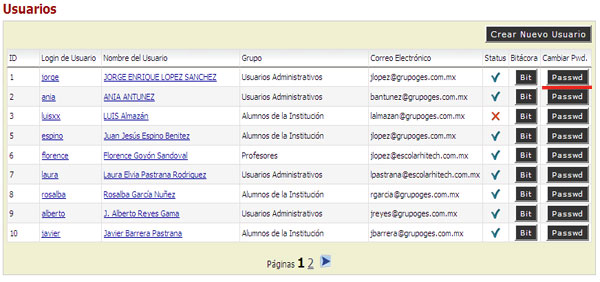 Usuarios
Crear Nuevo Usuario
ID Login de Usuario Nombre del Usuario Grupo Correo Electrónico Status Bitácora Cambiar Pwd.
1 jorge JORGE ENRIQUE LOPEZ SANCHEZ Usuarios Administrativos jlopez@grupoges.com.mx Bit Passwd
2 ania ANIA ANTUNEZ Usuarios Administrativos bantunez@grupoges.com.mx Bit Passwd
3 luisxx LUIS Almazán Alumnos de la Institución lalmazan@grupoges.com.mx Bit Passwd
5 espino Juan Jesús Espino Benitez Alumnos de la Institución jlopez@grupoges.com.mx Bit Passwd
6 florence Florence Goyón Sandoval Profesores jlopez@escolarhitech.com.mx Bit Passwd
7 laura Laura Elvia Pastrana Rodriguez Usuarios Administrativos lpastrana@escolarhitech.com.mx Bit Passwd
8 rosalba Rosalba García Nuñez Alumnos de la Institución rgarcia@grupoges.com.mx Bit Passwd
9 alberto J. Alberto Reyes Gama Usuarios Administrativos jreyes@grupoges.com.mx Bit Passwd
10 javier Javier Barrera Pastrana Alumnos de la Institución jbarrera@grupoges.com.mx Bit Passwd
Páginas 1 2